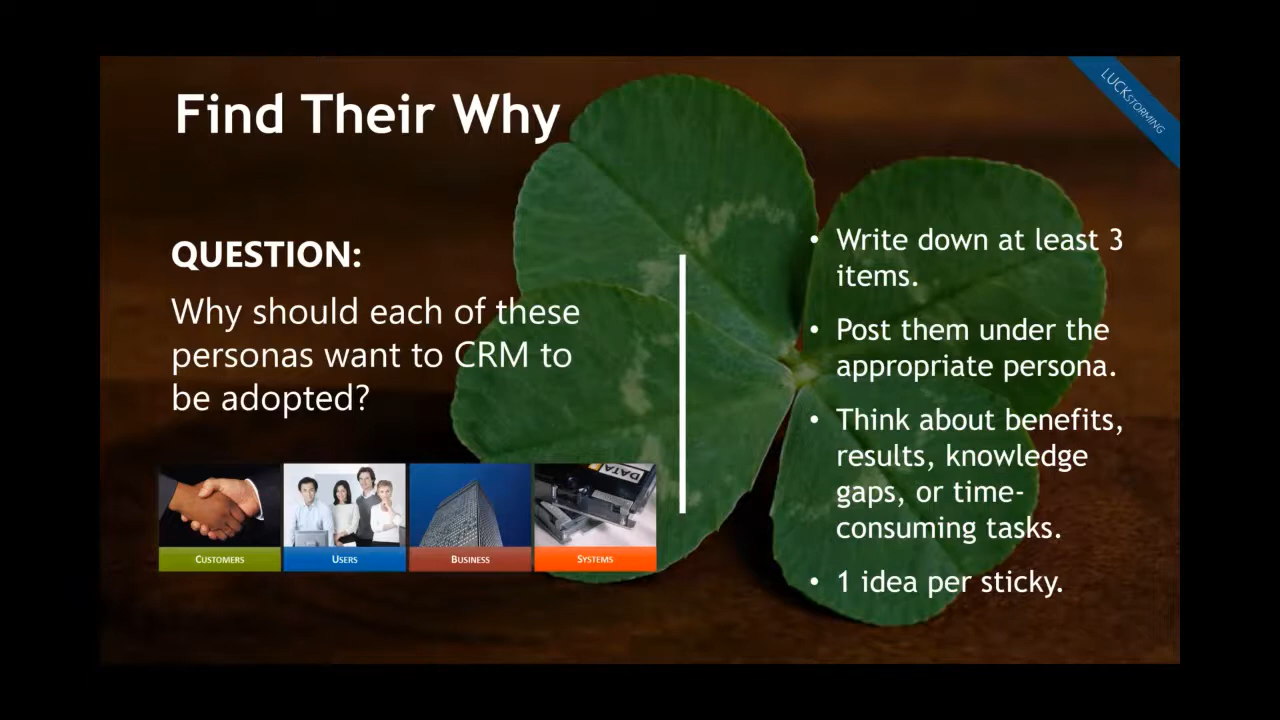 Find Their Why
LUCKSTORMING
QUESTION:
Why should each of these
personas want to CRM to
be adopted?
CUSTOMERS
USERS
BUSINESS
DATA
SYSTEMS
• Write down at least 3
items.
• Post them under the
appropriate persona.
• Think about benefits,
results, knowledge
gaps, or time-
consuming tasks.
• 1 idea per sticky.